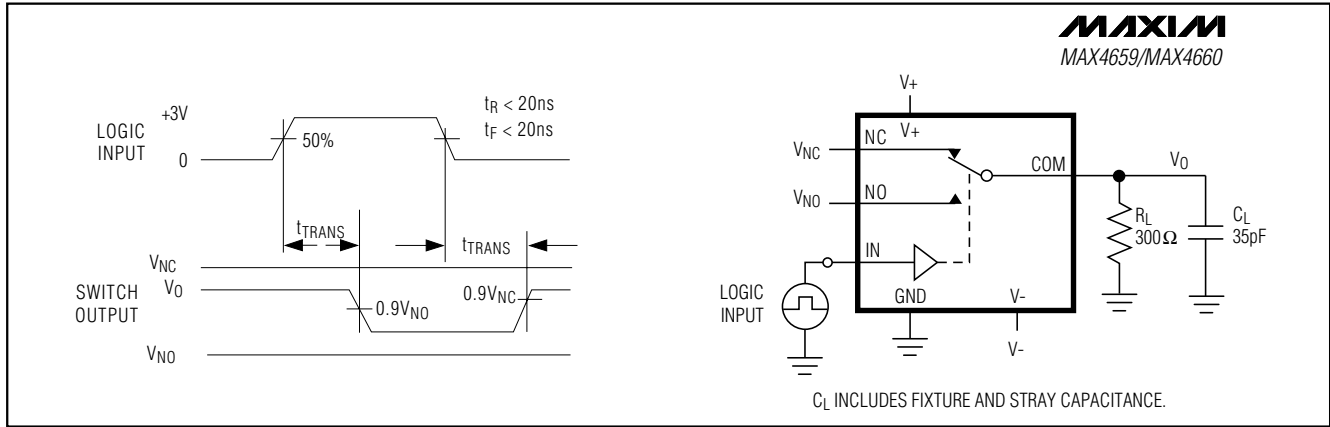 MAXIM
MAX4659/MAX4660
LOGIC
INPUT
+3V
0
50%
tR < 20ns
tF < 20ns
tTRANS
tTRANS
VNC
SWITCH
OUTPUT
VO
0.9VNO
0.9VNC
VNO
V+
V+
VNC
NC
VNO
NO
COM
VO
IN
RL
300Ω
CL
35pF
LOGIC
INPUT
GND
V-
V-
CL INCLUDES FIXTURE AND STRAY CAPACITANCE.